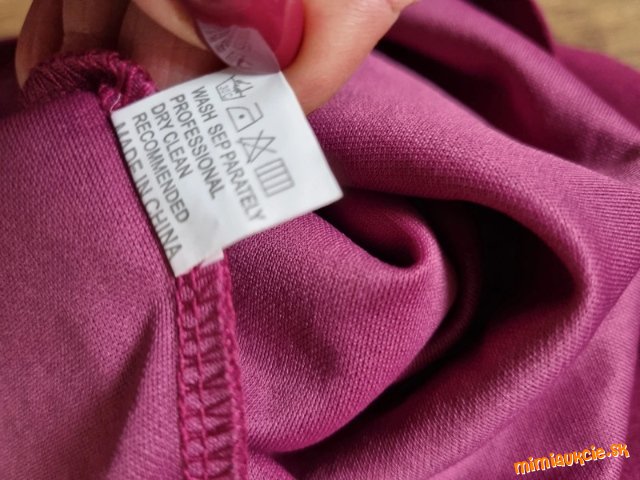 WASH SEP PARATELY
PROFESSIONAL
DRY CLEAN
RECOMMENDED
MADE IN CHINA
mimiaukcie.sk